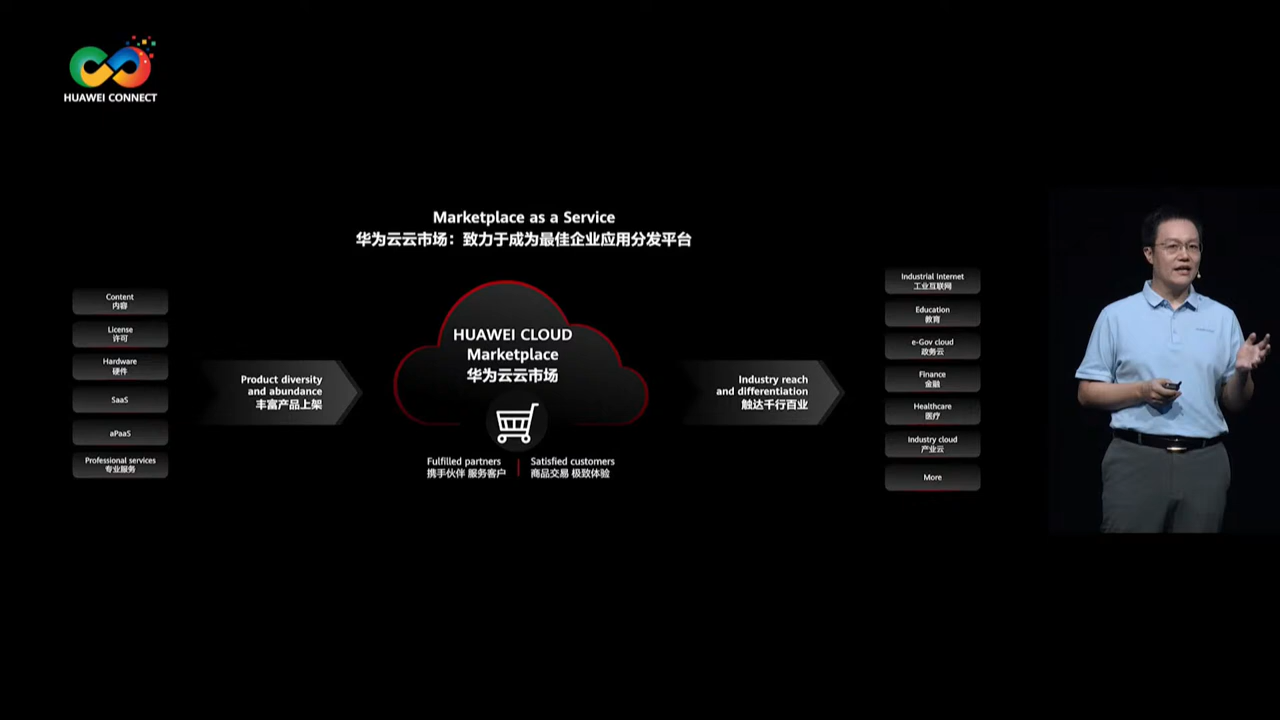 HUAWEI CONNECT
Marketplace as a Service
华为云云市场：致力于成为最佳企业应用分发平台
Content
内容
License
许可
Hardware
硬件
SaaS
aPaaS
Professional services
专业服务
Product diversity
and abundance
丰富产品上架
HUAWEI CLOUD
Marketplace
华为云云市场
Fulfilled partners
携手伙伴 服务客户
Satisfied customers
商品交易 极致体验
Industry reach
and differentiation
触达千行百业
Industrial Internet
工业互联网
Education
教育
e-Gov cloud
政务云
Finance
金融
Healthcare
医疗
Industry cloud
产业云
More